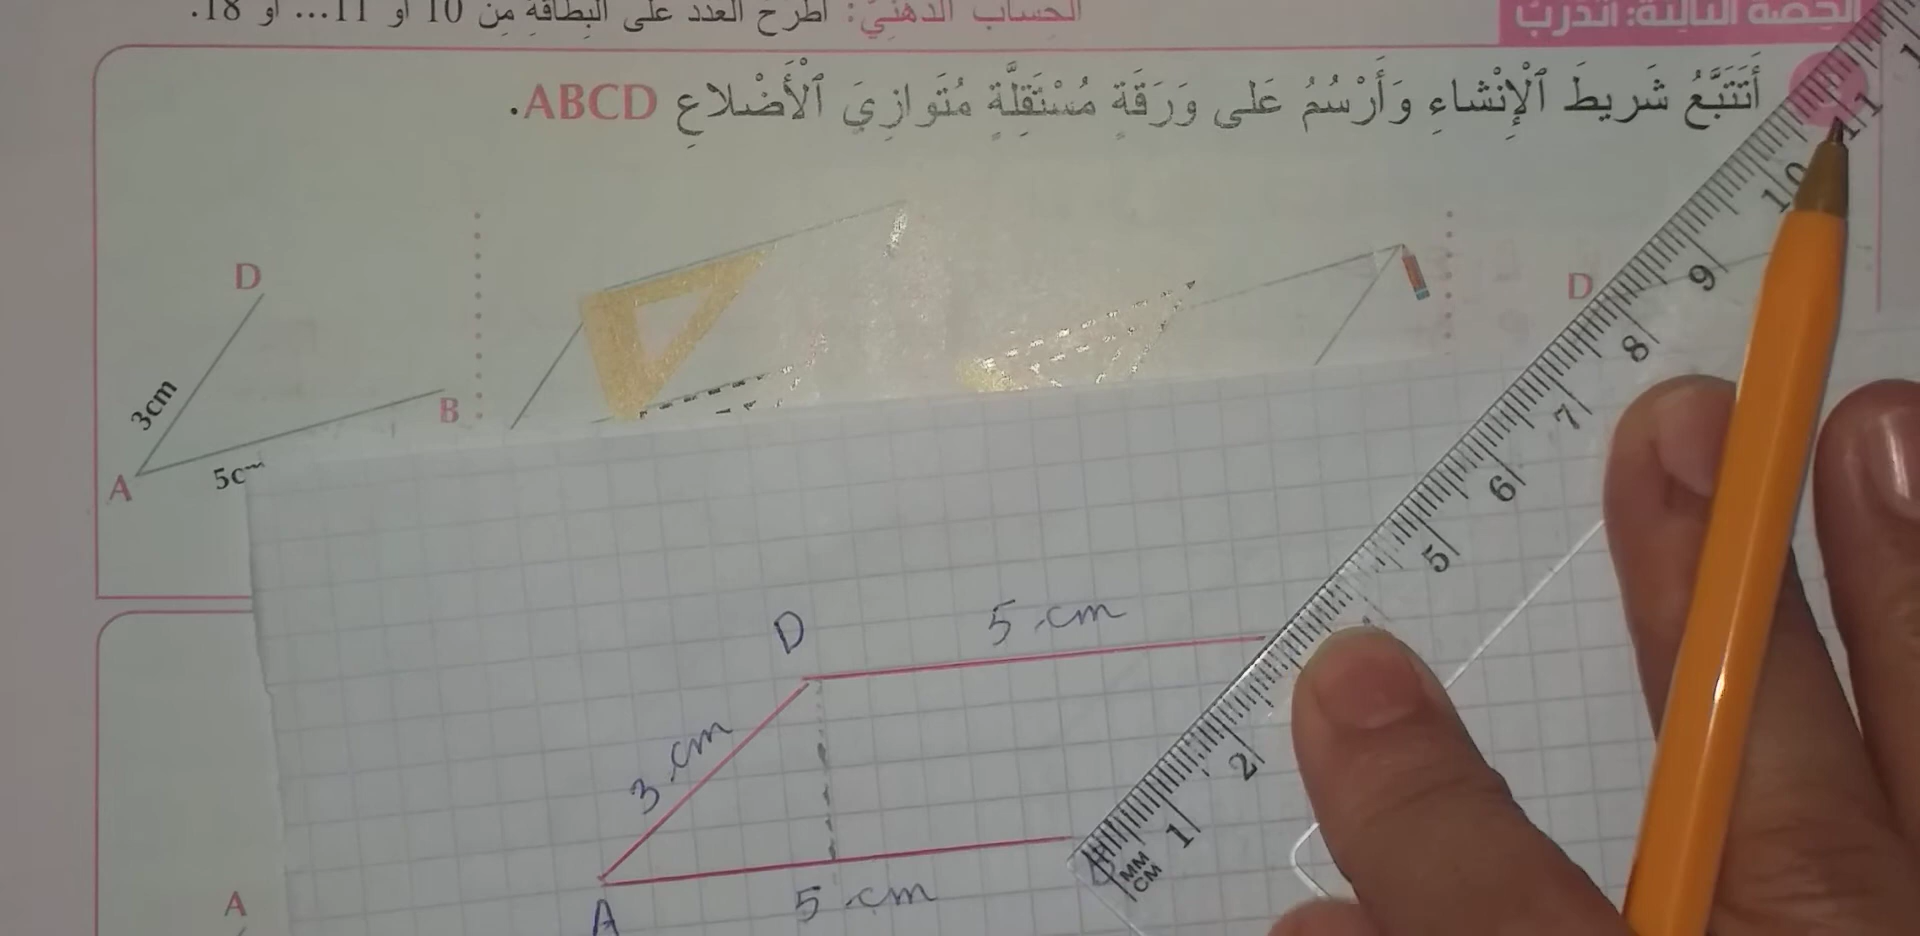 الحصة الثالثة: أتدرب
الحساب الذهني: أطرح العدد على البطاقة من 10 أو 11... أو 18.
أَتَتَبَّعُ شَريطَ ٱلْإِنْشاءِ وَأَرْسُمُ عَلى وَرَقَةٍ مُسْتَقِلَّةٍ مُتَوازِيَ ٱلْأَضْلاعِ ABCD.
D
3cm
A
B
D
D
5 cm
3 cm
A
5 cm
A
MM
CM
1
2
5
6
7
8
9
10
11